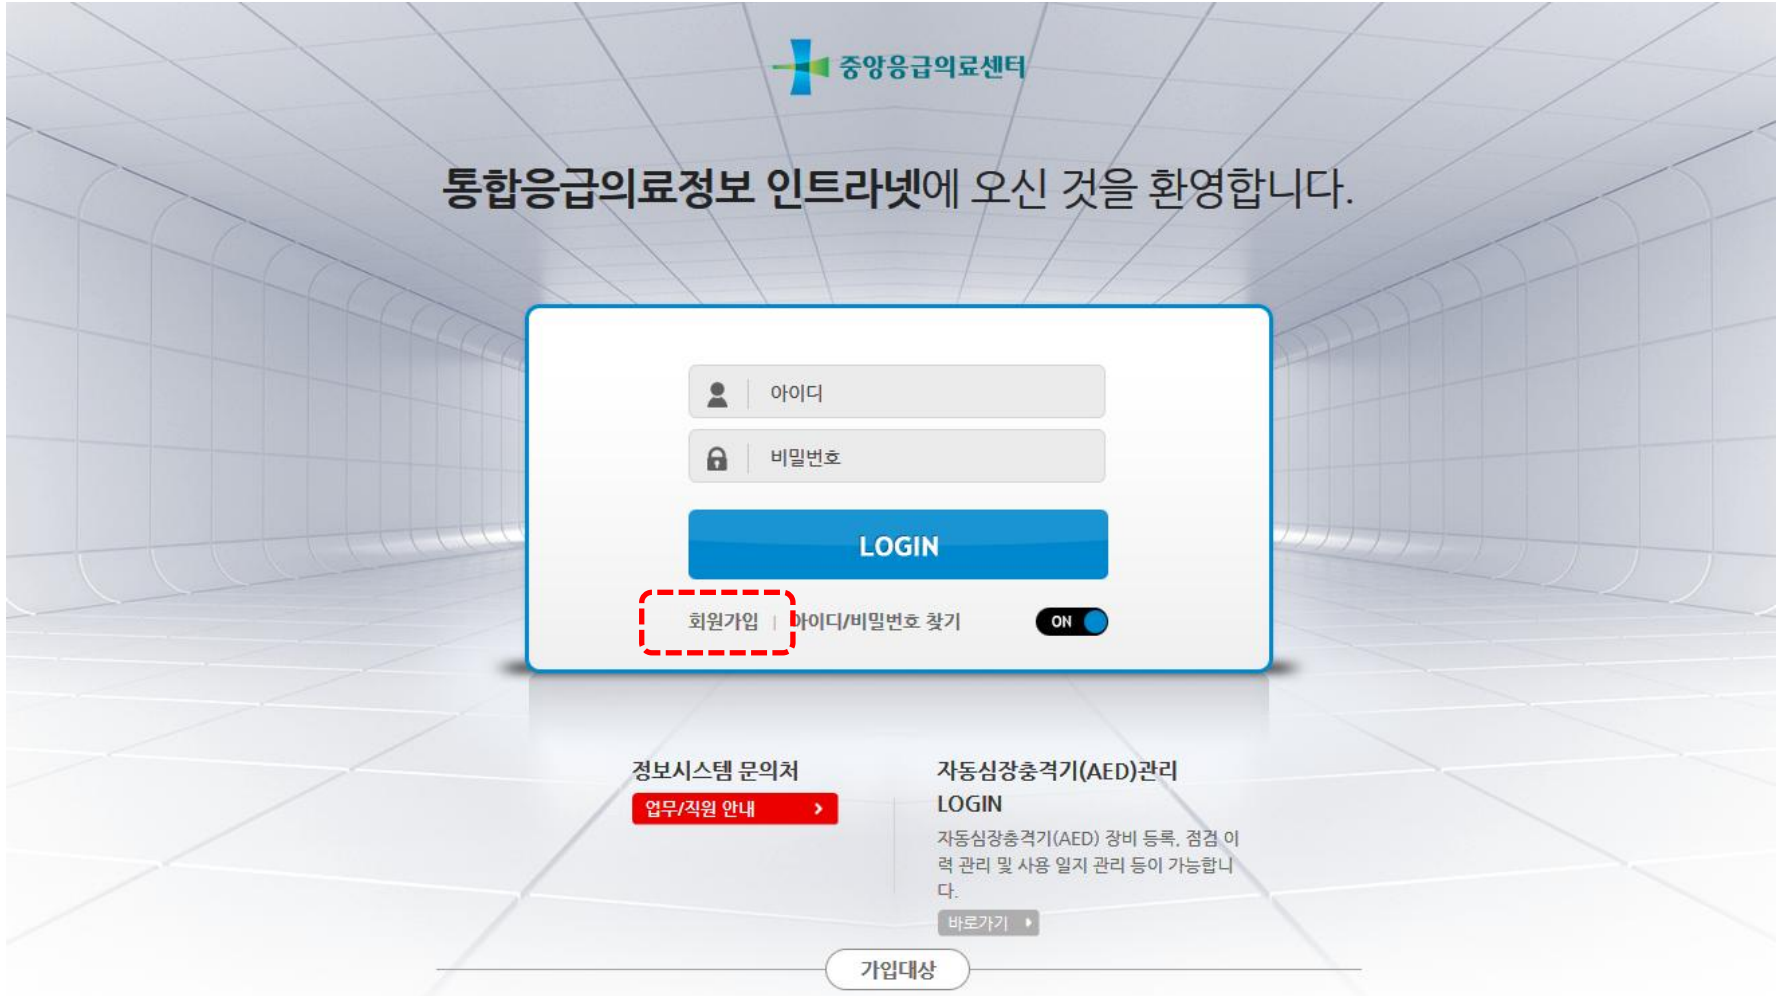 중앙응급의료센터
통합응급의료정보 인트라넷에 오신 것을 환영합니다.
아이디
비밀번호
LOGIN
회원가입 | 아이디/비밀번호 찾기
ON
정보시스템 문의처
업무/직원 안내
자동심장충격기(AED)관리
LOGIN
자동심장충격기(AED) 장비 등록, 점검 이
력 관리 및 사용 일지 관리 등이 가능합니
다.
바로가기
가입대상